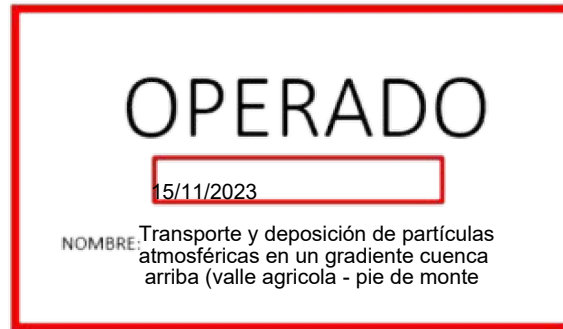 OPERADO
15/11/2023
NOMBRE: Transporte y deposición de partículas
atmosféricas en un gradiente cuenca
arriba (valle agricola - pie de monte